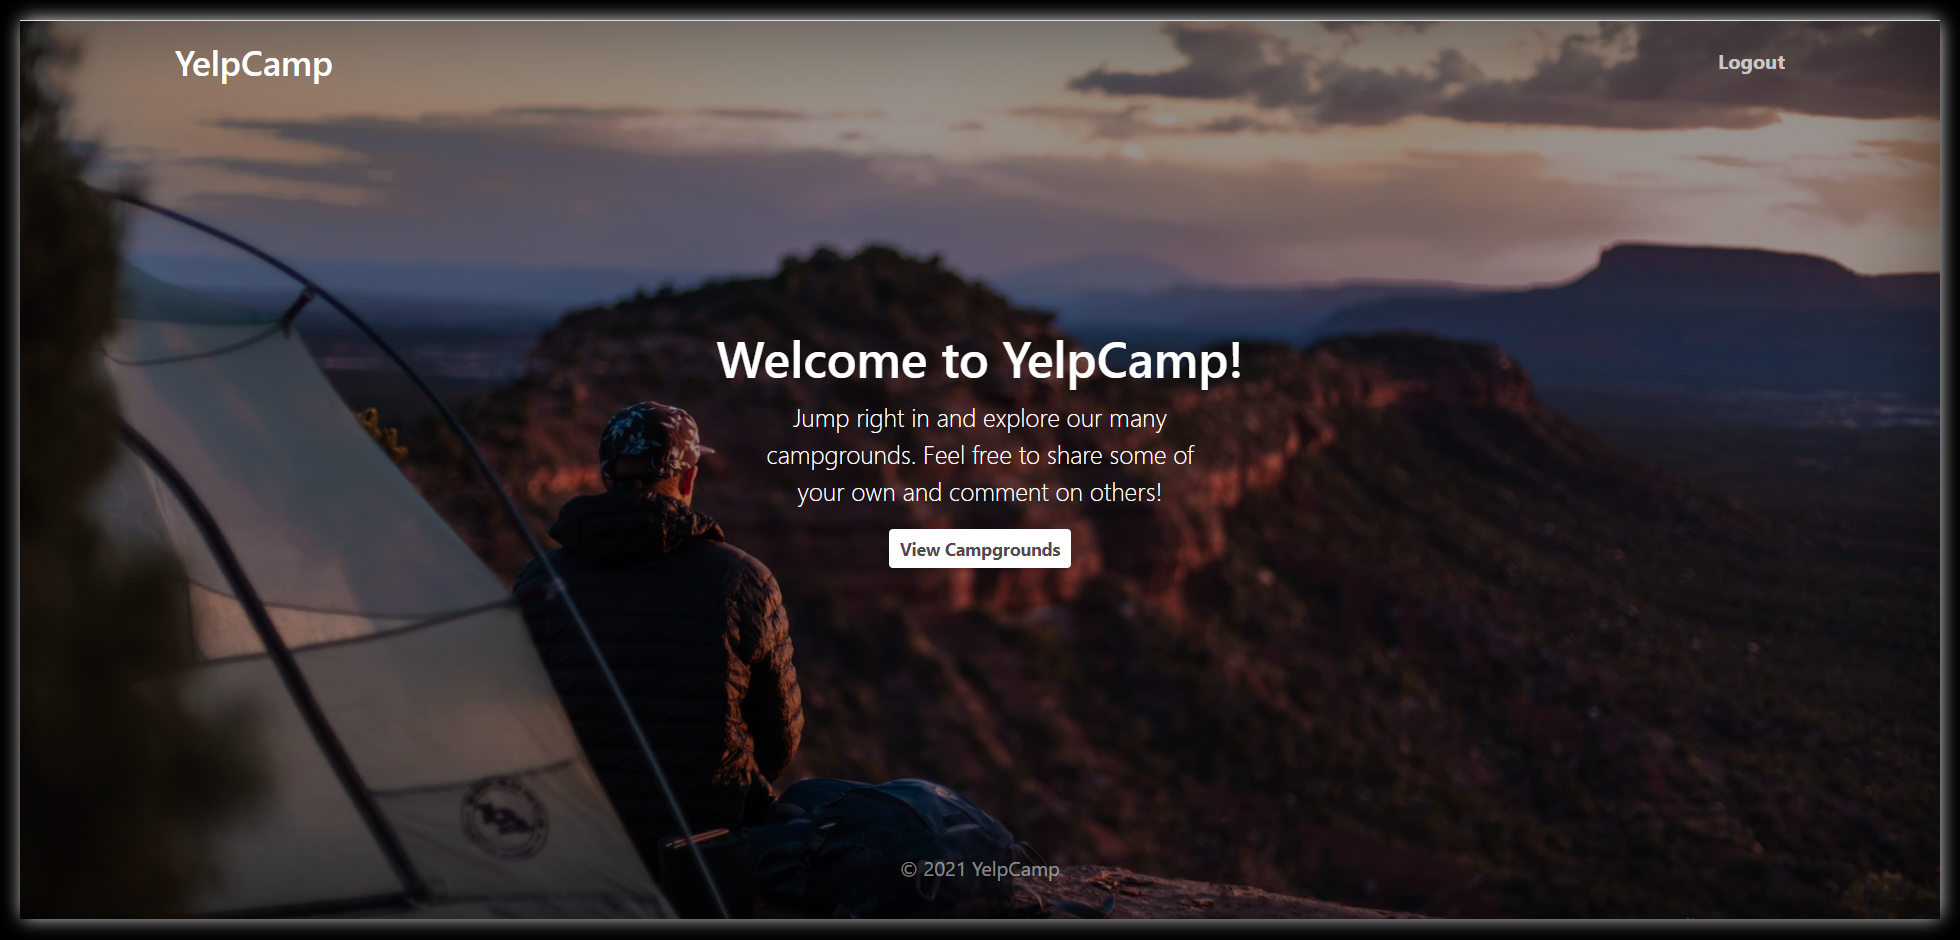 YelpCamp
Logout
Welcome to YelpCamp!
Jump right in and explore our many
campgrounds. Feel free to share some of
your own and comment on others!
View Campgrounds
© 2021 YelpCamp